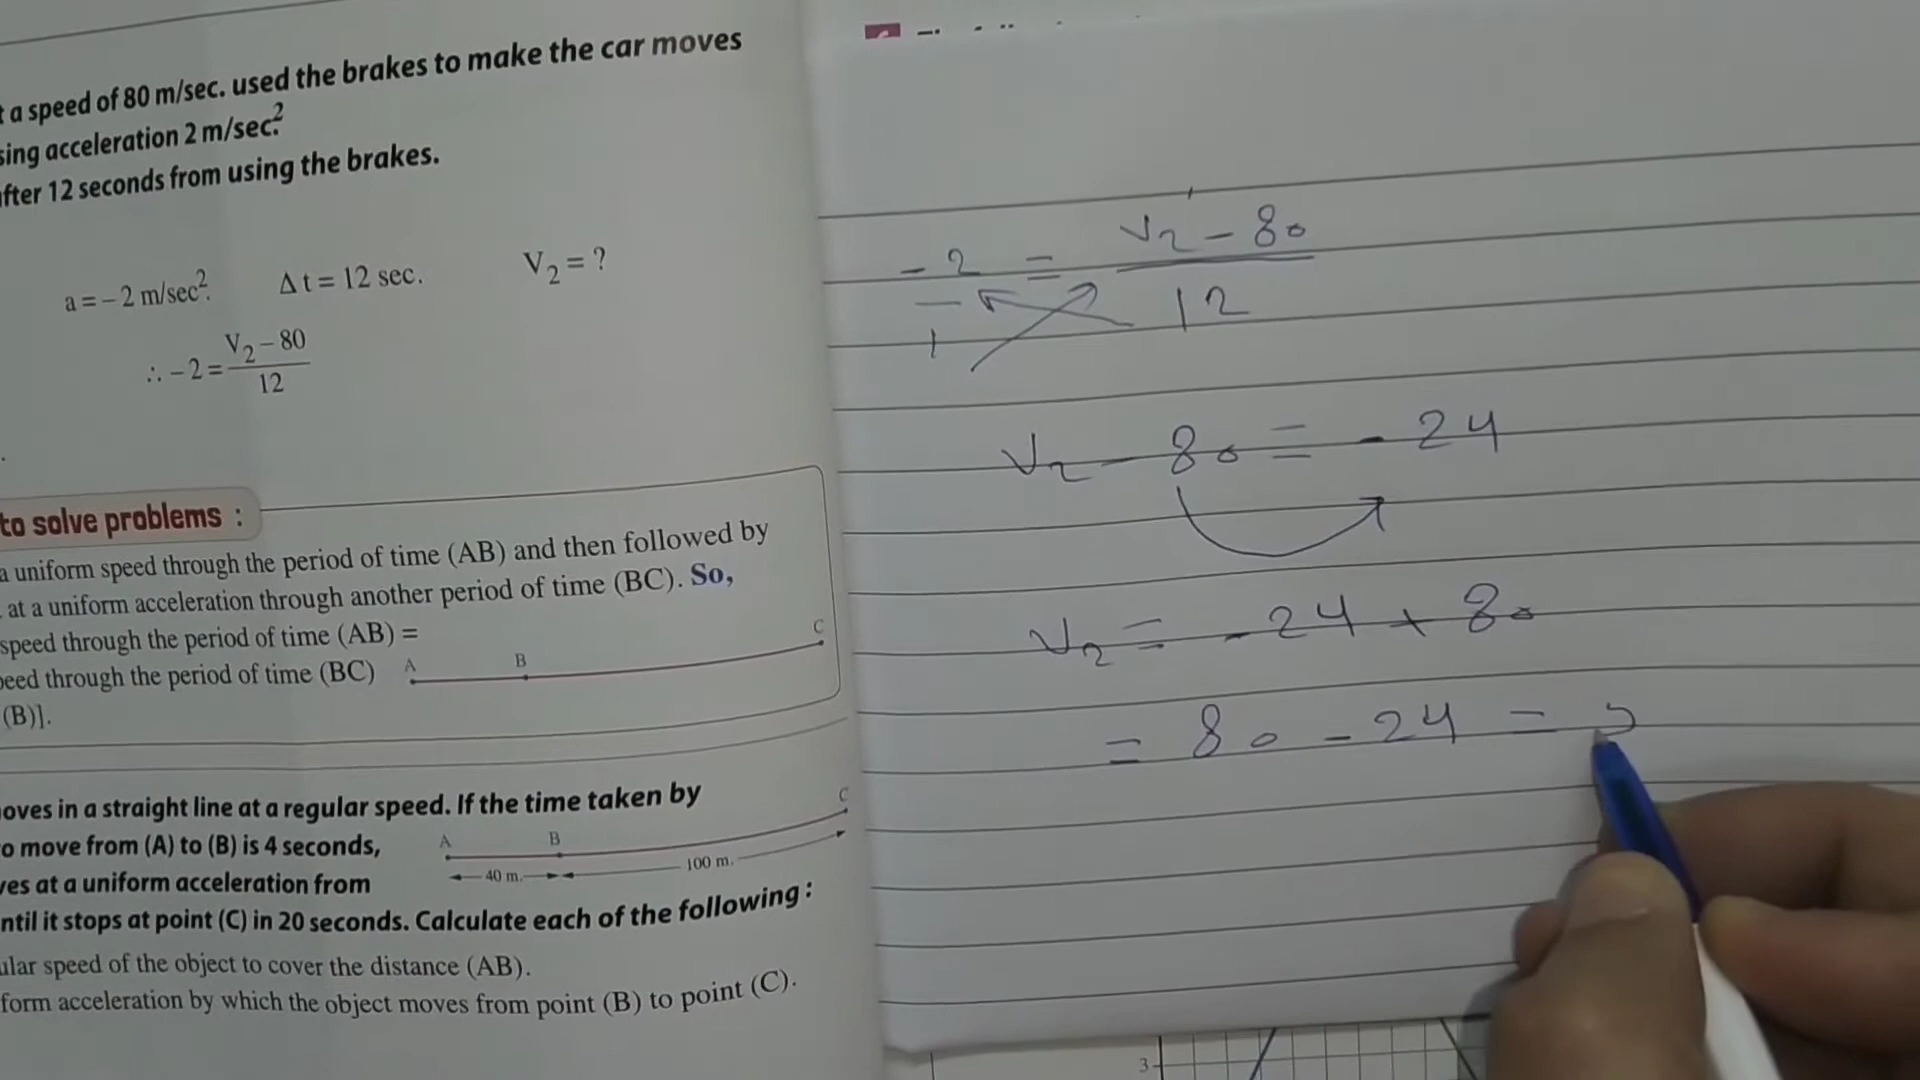 a speed of 80 m/sec. used the brakes to make the car moves
sing acceleration 2 m/sec.²
fter 12 seconds from using the brakes.
a = – 2 m/sec². Δ t = 12 sec. V₂ = ?
∴ – 2 = V₂ – 80 / 12
.
to solve problems :
a uniform speed through the period of time (AB) and then followed by
at a uniform acceleration through another period of time (BC). So,
speed through the period of time (AB) =
peed through the period of time (BC)
A B C
(B)].
oves in a straight line at a regular speed. If the time taken by
o move from (A) to (B) is 4 seconds,
A B C
40 m. 100 m.
ves at a uniform acceleration from
ntil it stops at point (C) in 20 seconds. Calculate each of the following :
ular speed of the object to cover the distance (AB).
form acceleration by which the object moves from point (B) to point (C).
- 2 / 1 = V2 - 80 / 12
V2 - 80 = - 24
V2 = - 24 + 80
= 80 - 24 =
3